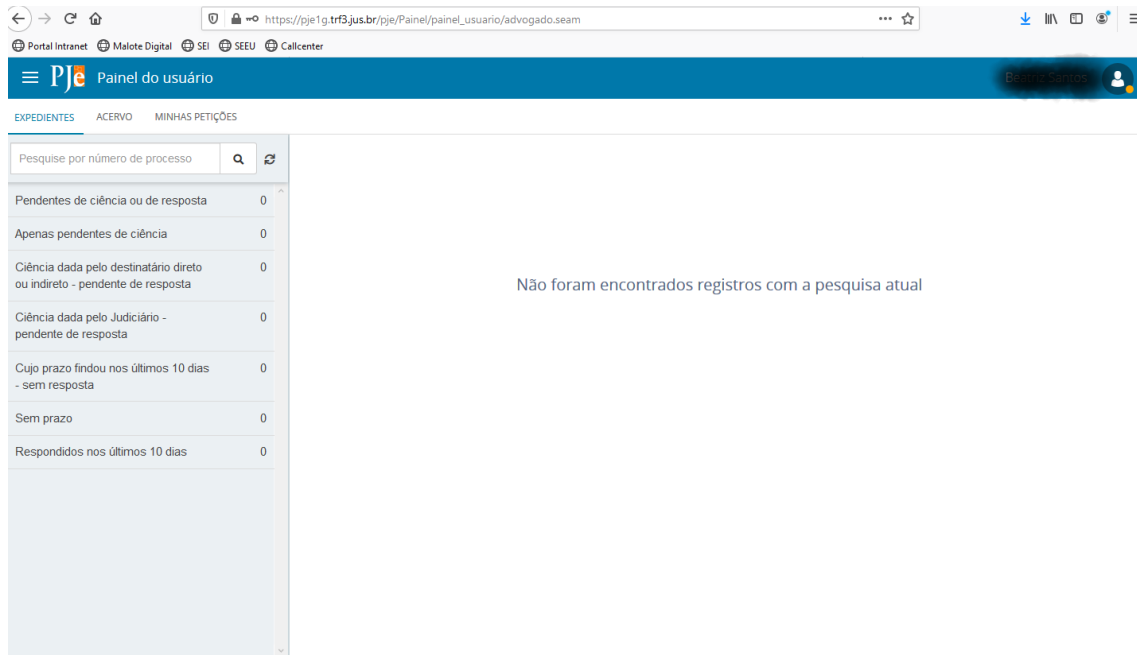 https://pje1g.trf3.jus.br/pje/Painel/painel_usuario/advogado.seam
Portal Intranet Malote Digital SEI SEEU Callcenter
PJe Painel do usuário
EXPEDIENTES ACERVO MINHAS PETIÇÕES
Pesquise por número de processo
Pendentes de ciência ou de resposta 0
Apenas pendentes de ciência 0
Ciência dada pelo destinatário direto 0
ou indireto - pendente de resposta
Ciência dada pelo Judiciário - 0
pendente de resposta
Cujo prazo findou nos últimos 10 dias 0
- sem resposta
Sem prazo 0
Respondidos nos últimos 10 dias 0
Não foram encontrados registros com a pesquisa atual